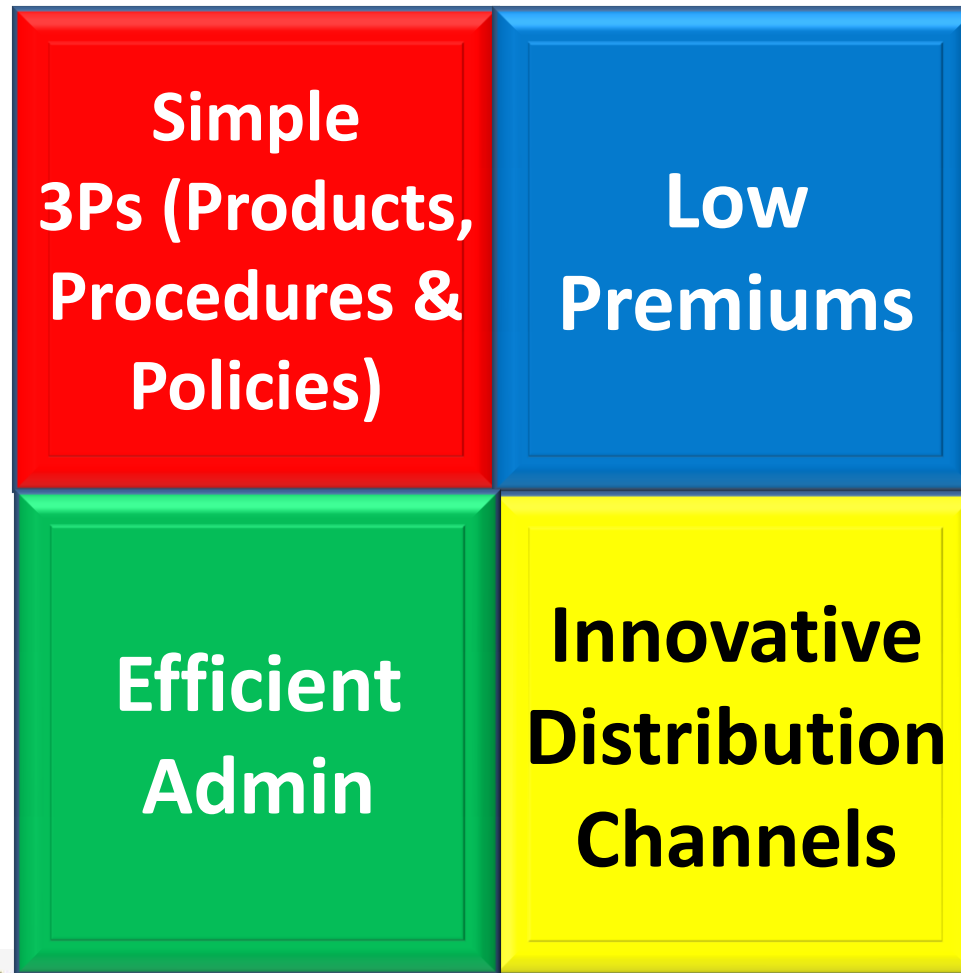 Simple
3Ps (Products,
Procedures &
Policies)
Low
Premiums
Efficient
Admin
Innovative
Distribution
Channels